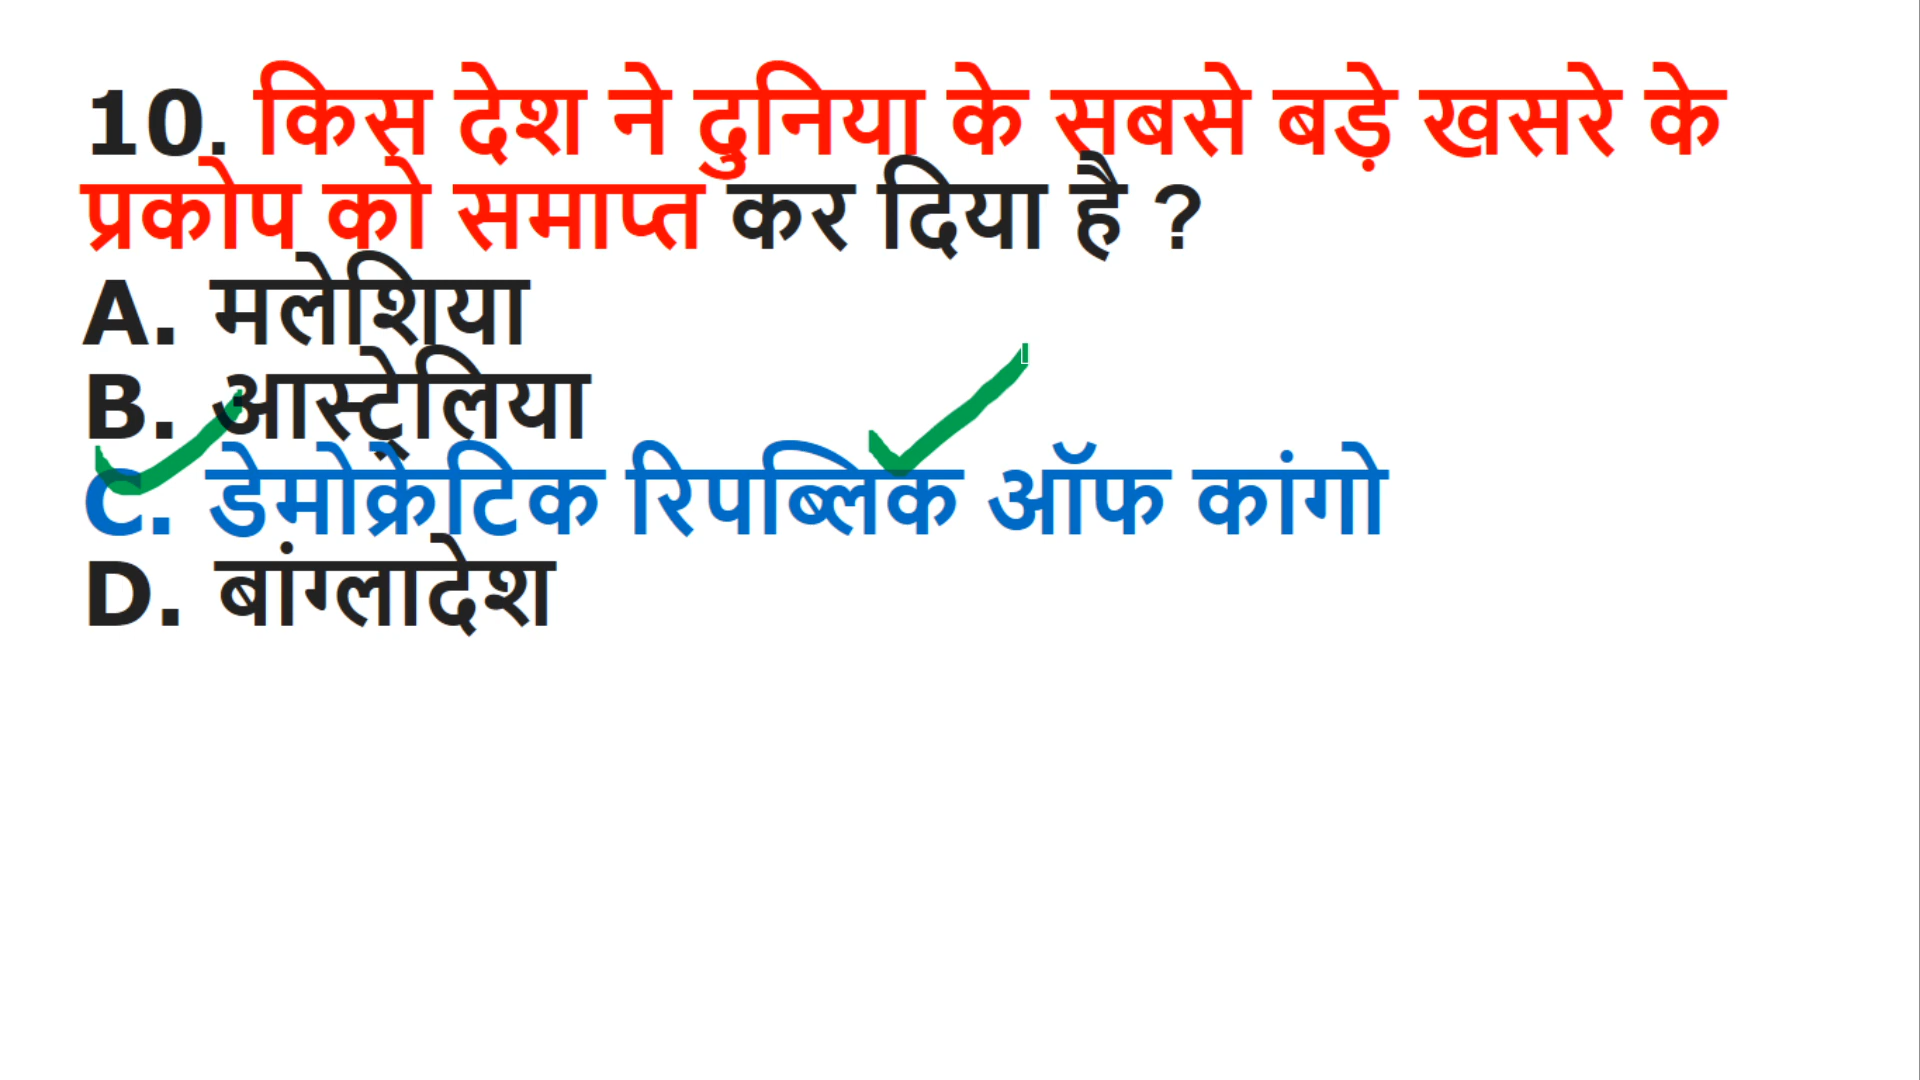 10. किस देश ने दुनिया के सबसे बड़े खसरे के
प्रकोप को समाप्त कर दिया है ?
A. मलेशिया
B. आस्ट्रेलिया
C. डेमोक्रेटिक रिपब्लिक ऑफ कांगो
D. बांग्लादेश